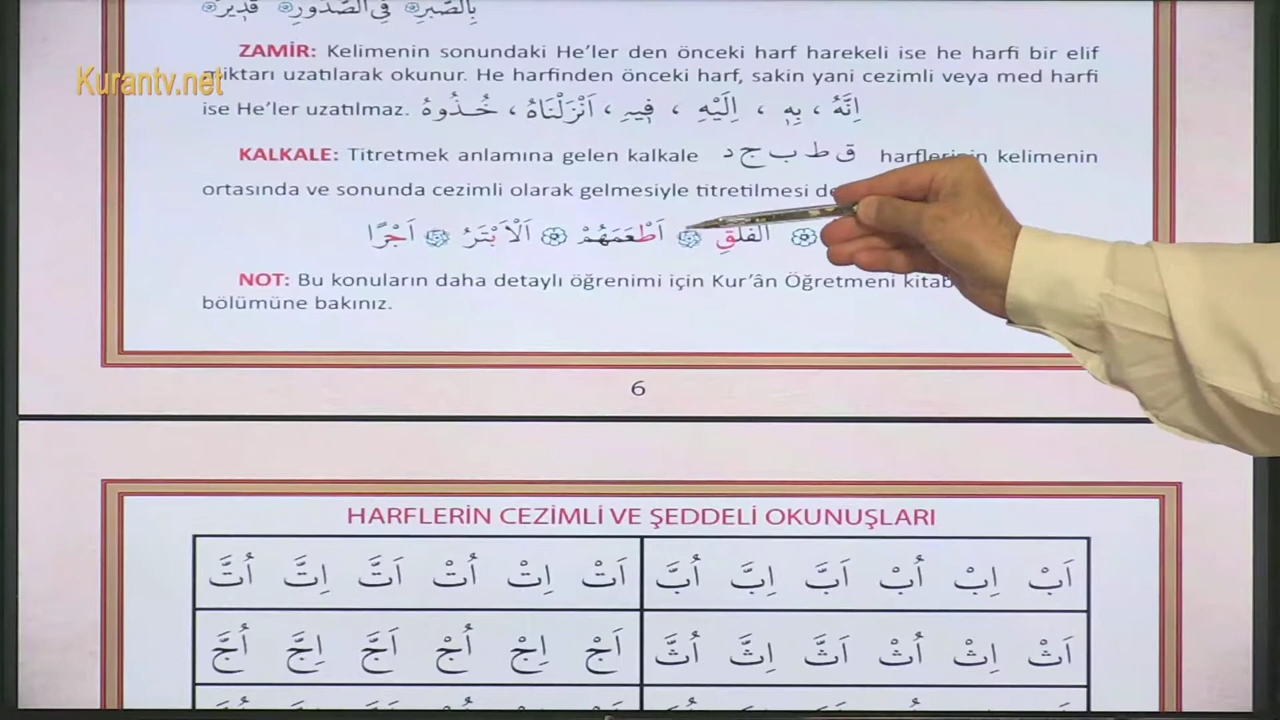 بِالصَّبْرِ ۞ فِي الصُّدُورِ ۞ قَدِيرٌ ۞
ZAMİR: Kelimenin sonundaki He'ler den önceki harf harekeli ise he harfi bir elif
miktarı uzatılarak okunur. He harfinden önceki harf, sakin yani cezimli veya med harfi
Kurantv.net
ise He'ler uzatılmaz. اِنَّهُ ، بِهِ ، اِلَيْهِ ، فِيهِ ، اَنْزَلْنَاهُ ، خُذُوهُ
KALKALE: Titretmek anlamına gelen kalkale ق ط ب ج د harflerinin kelimenin
ortasında ve sonunda cezimli olarak gelmesiyle titretilmesi
۞ الْفَلَقِ ۞ اَطْعَمَهُمْ ۞ اَلْاَبْتَرُ ۞ اَجْرًا
NOT: Bu konuların daha detaylı öğrenimi için Kur'ân Öğretmeni
bölümüne bakınız.
6
HARFLERİN CEZİMLİ VE ŞEDDELİ OKUNUŞLARI
اَبْ اِبْ اُبْ اَبَّ اِبَّ اُبَّ اَتْ اِتْ اُتْ اَتَّ اِتَّ اُتَّ
اَثْ اِثْ اُثْ اَثَّ اِثَّ اُثَّ اَجْ اِجْ اُجْ اَجَّ اِجَّ اُجَّ